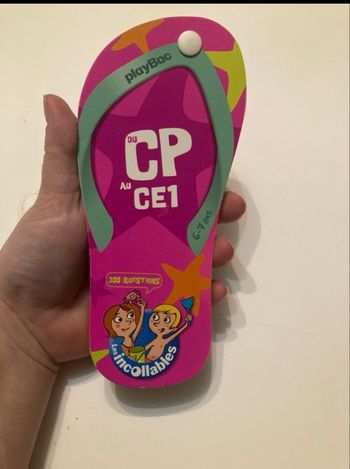 playBac
DU
CP
AU
CE1
6-7 ans
300 QUESTIONS
Les
incollables